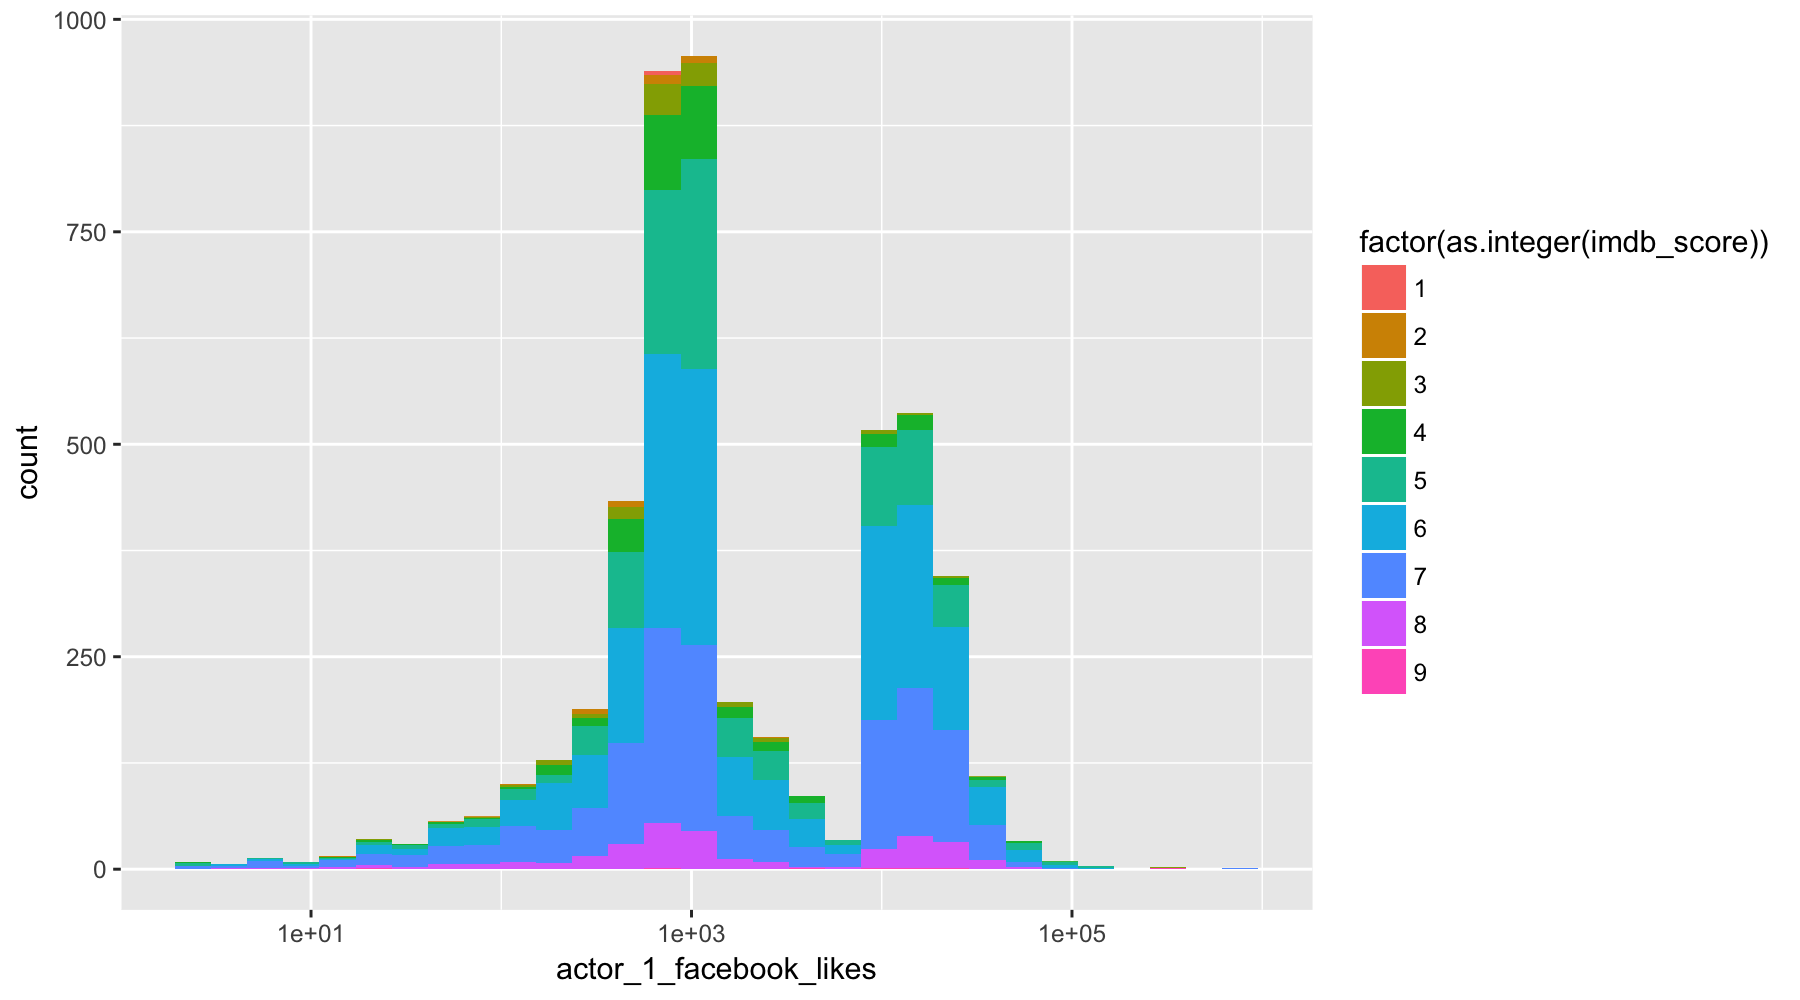 1000
750
500
250
0
count
1e+01
1e+03
1e+05
actor_1_facebook_likes
factor(as.integer(imdb_score))
1
2
3
4
5
6
7
8
9